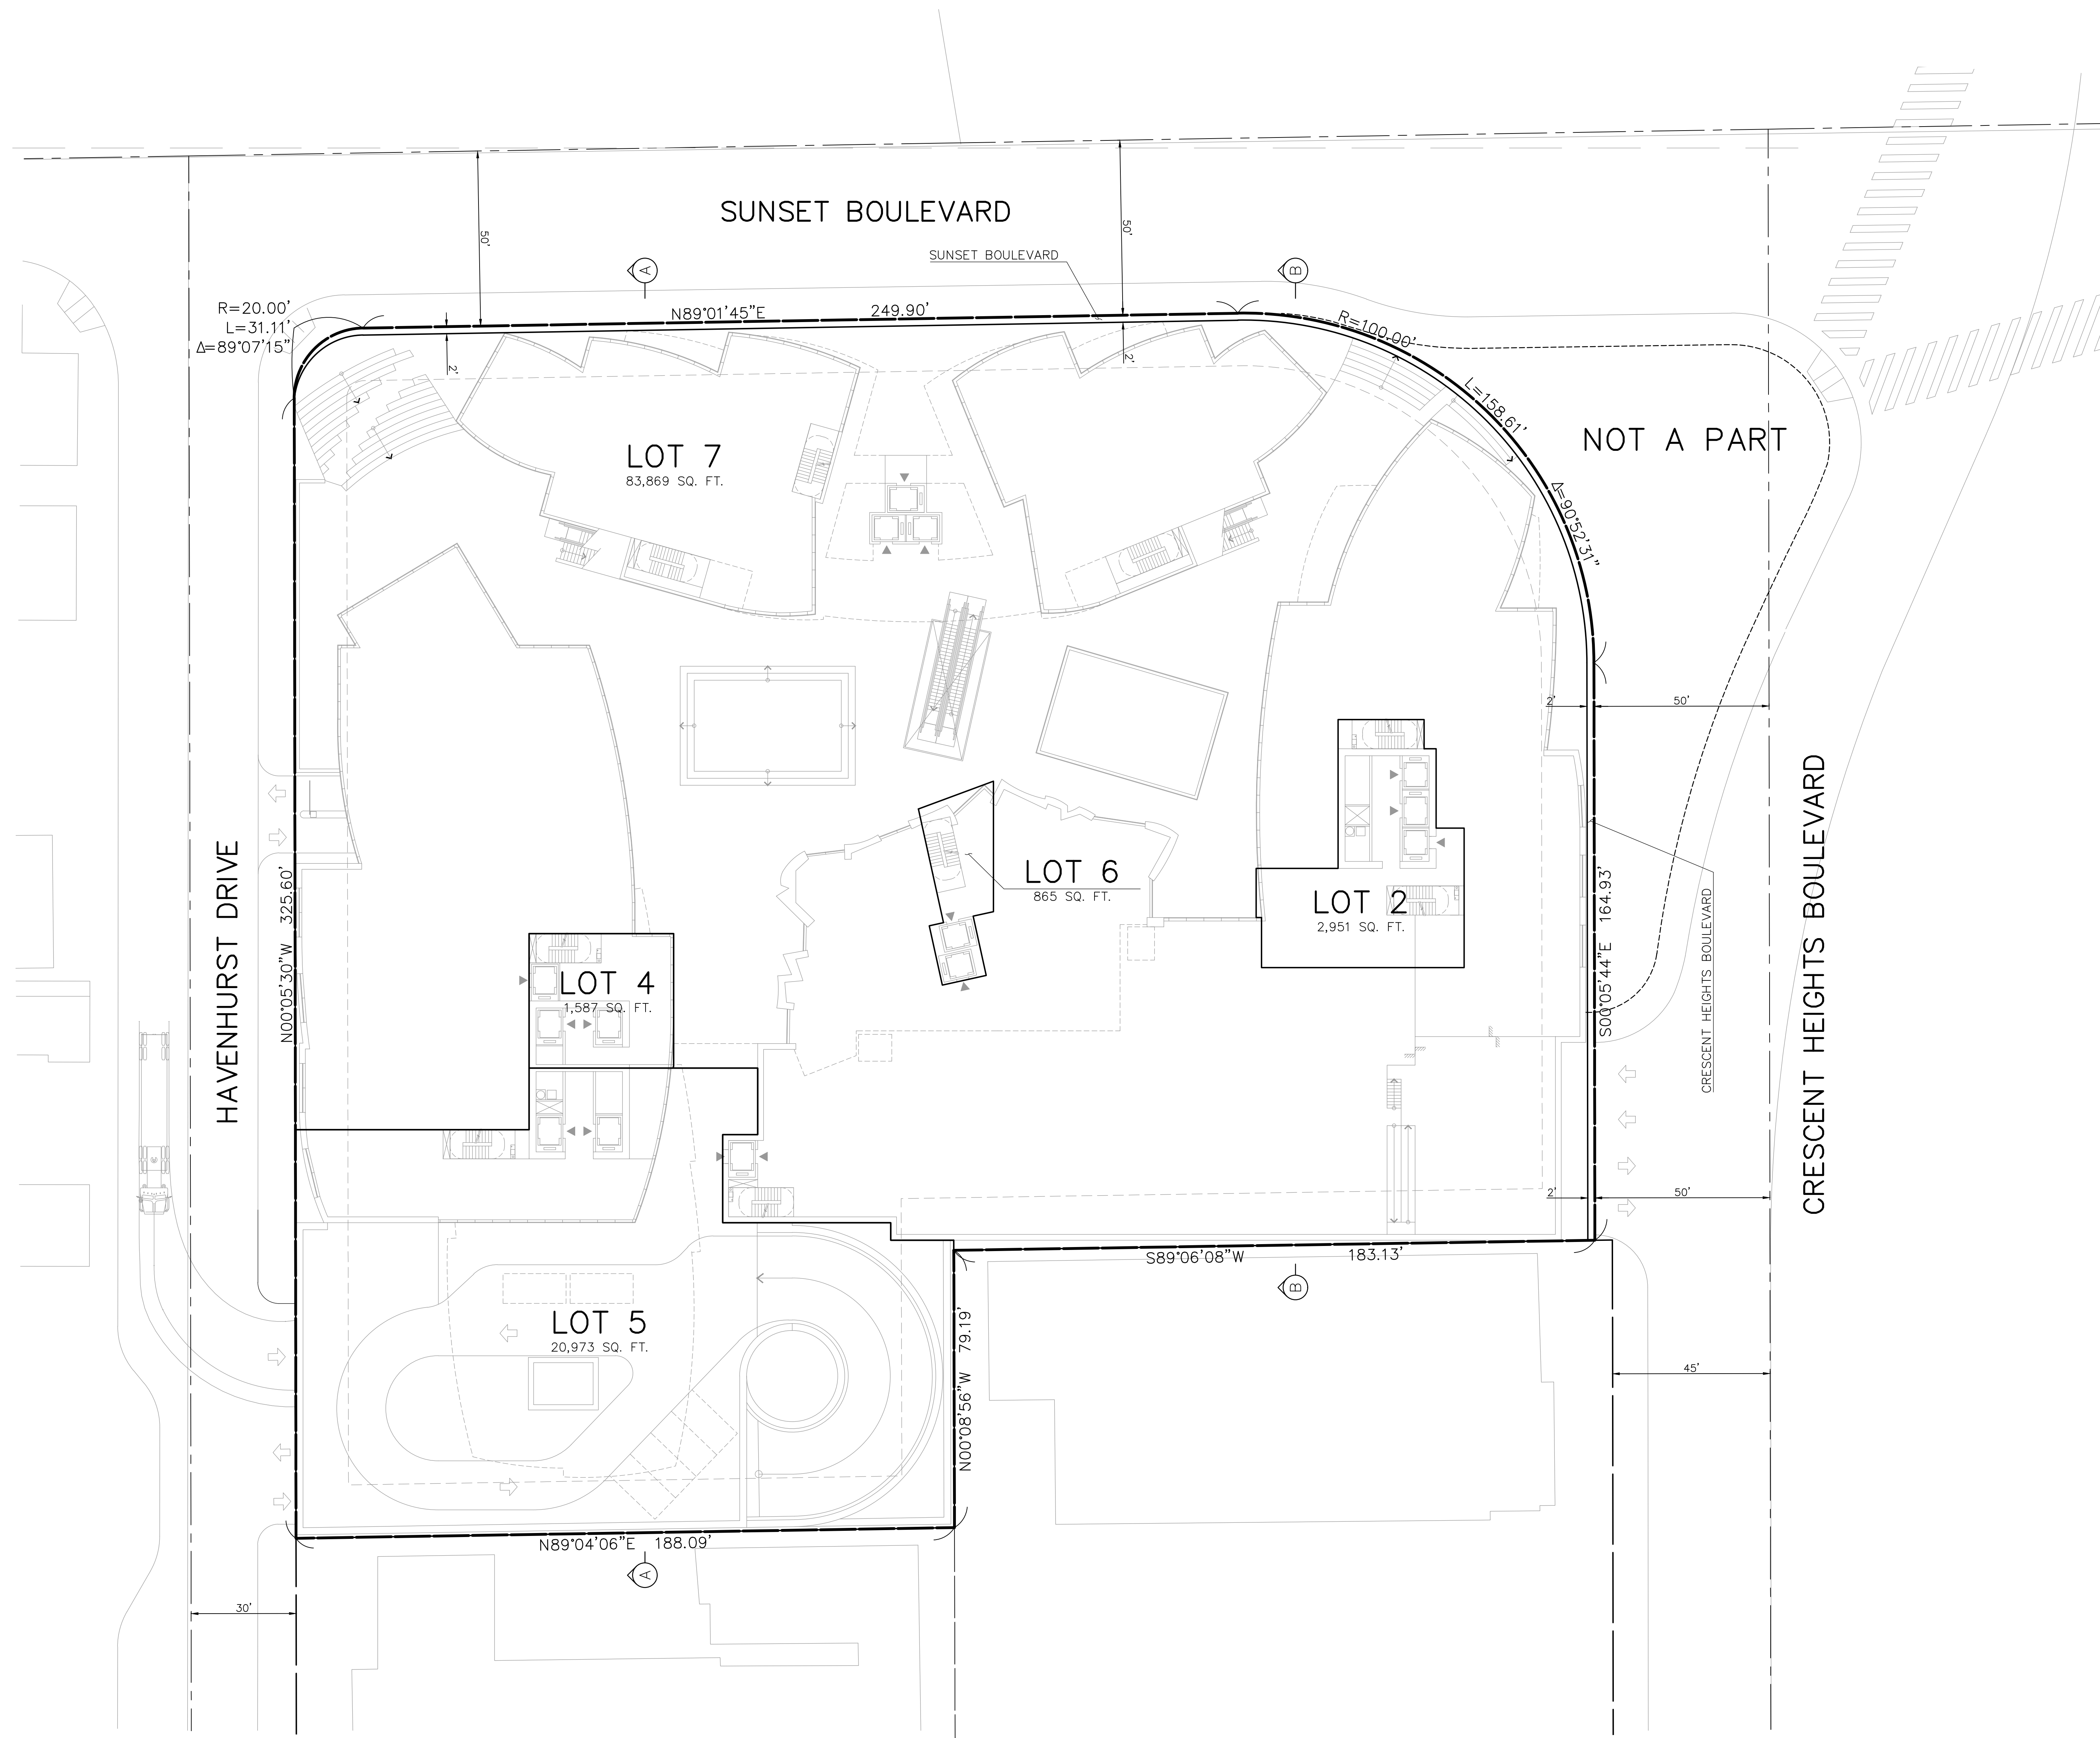 SUNSET BOULEVARD
50'
50'
SUNSET BOULEVARD
A
B
R=20.00'
L=31.11'
Δ=89°07'15"
N89°01'45"E 249.90'
2'
2'
R=100.00'
L=158.61'
Δ=90°52'31"
NOT A PART
LOT 7
83,869 SQ. FT.
2'
50'
HAVENHURST DRIVE
N00°05'30"W 325.60'
LOT 6
865 SQ. FT.
LOT 2
2,951 SQ. FT.
LOT 4
1,587 SQ. FT.
S00°05'44"E 164.93'
CRESCENT HEIGHTS BOULEVARD
CRESCENT HEIGHTS BOULEVARD
2'
50'
S89°06'08"W 183.13'
B
LOT 5
20,973 SQ. FT.
N00°08'56"W 79.19'
45'
N89°04'06"E 188.09'
A
30'